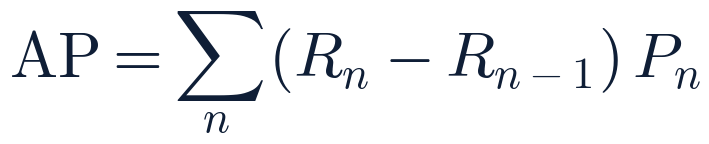 AP = ∑ₙ (Rₙ − Rₙ₋₁) Pₙ